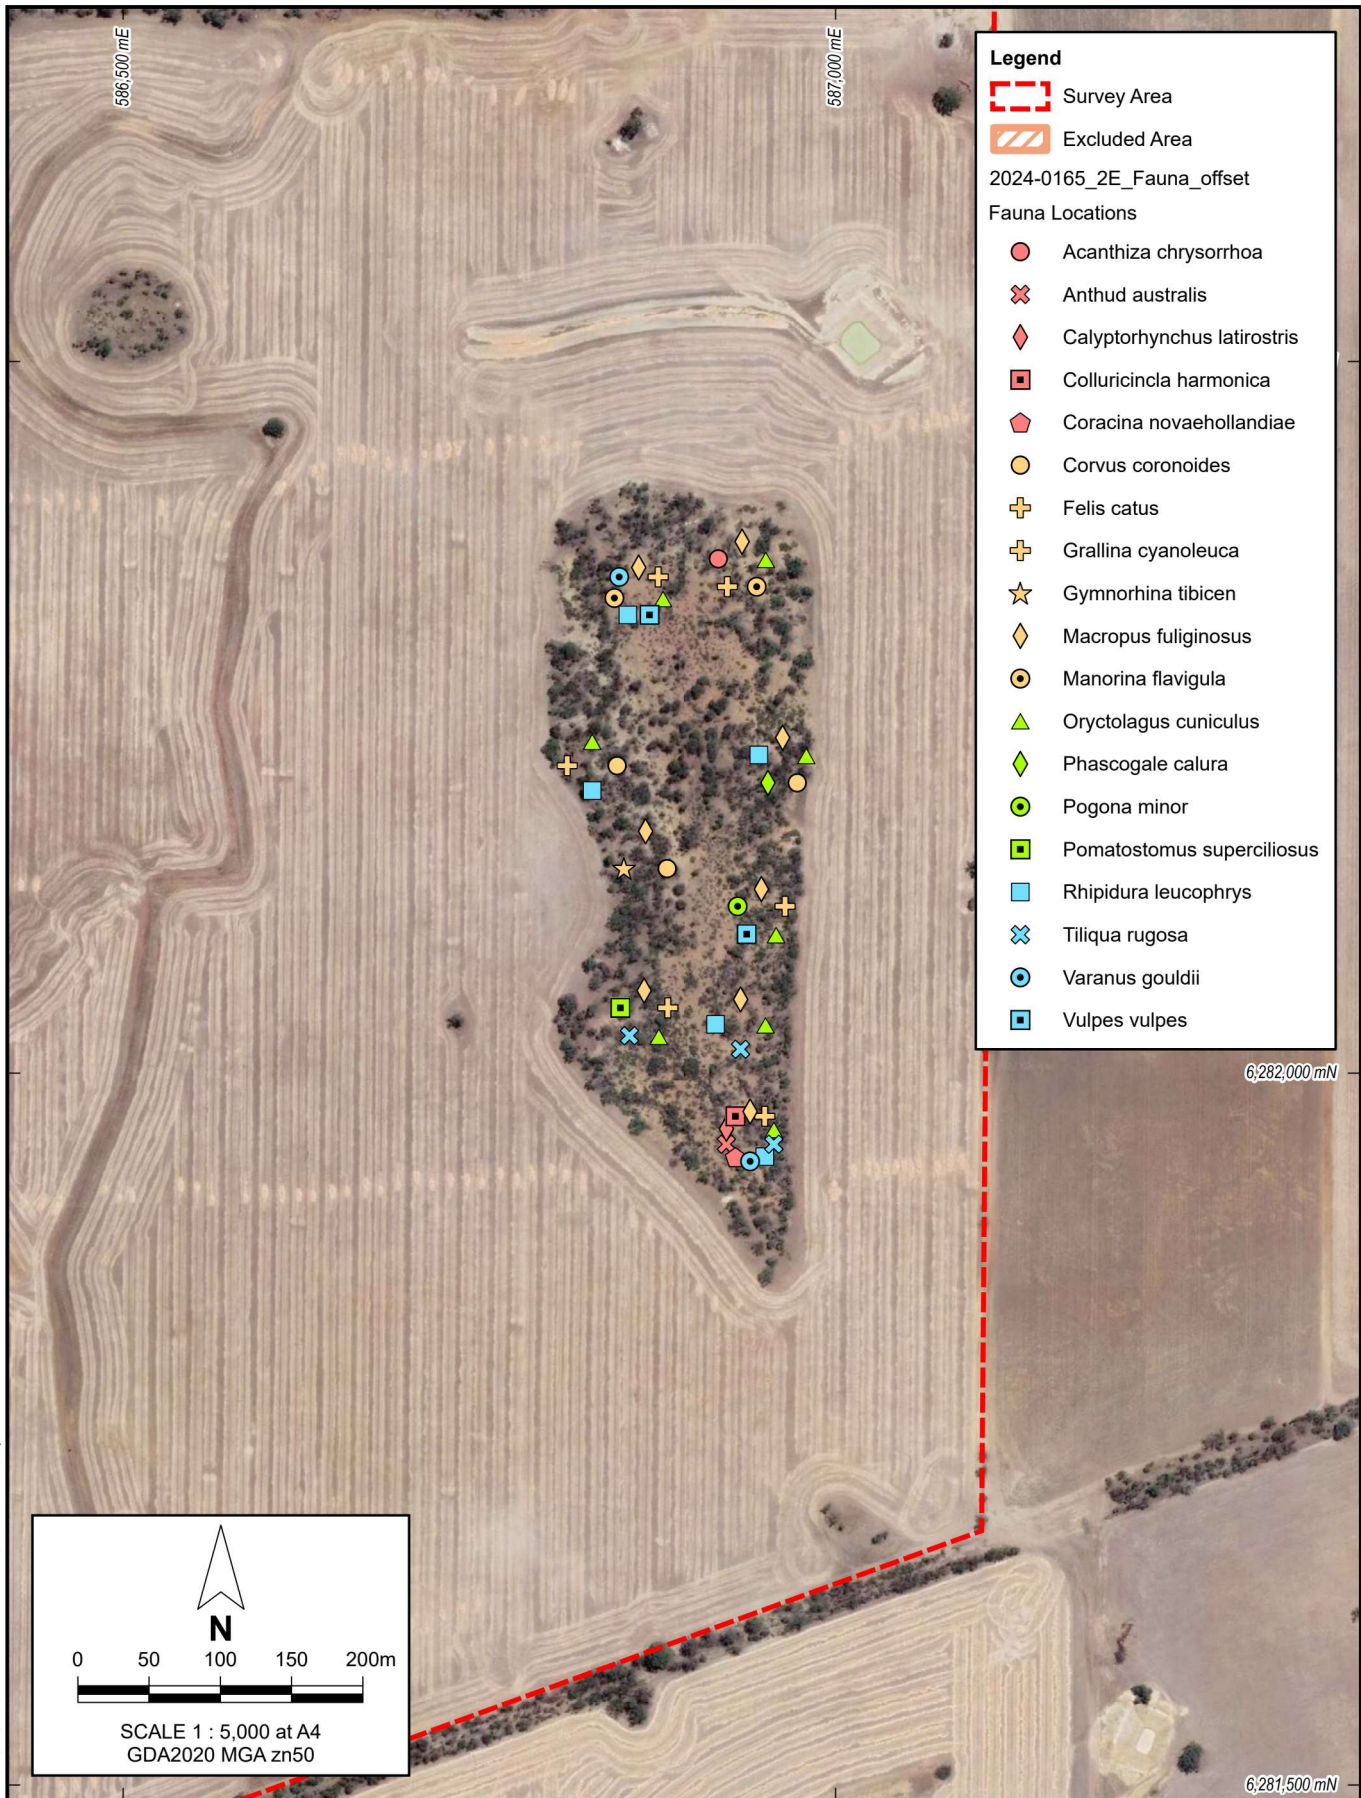 586,500 mE
587,000 mE
Legend
Survey Area
Excluded Area
2024-0165_2E_Fauna_offset
Fauna Locations
Acanthiza chrysorrhoa
Anthud australis
Calyptorhynchus latirostris
Colluricincla harmonica
Coracina novaehollandiae
Corvus coronoides
Felis catus
Grallina cyanoleuca
Gymnorhina tibicen
Macropus fuliginosus
Manorina flavigula
Oryctolagus cuniculus
Phascogale calura
Pogona minor
Pomatostomus superciliosus
Rhipidura leucophrys
Tiliqua rugosa
Varanus gouldii
Vulpes vulpes
6,282,000 mN
N
0 50 100 150 200m
SCALE 1 : 5,000 at A4
GDA2020 MGA zn50
6,281,500 mN